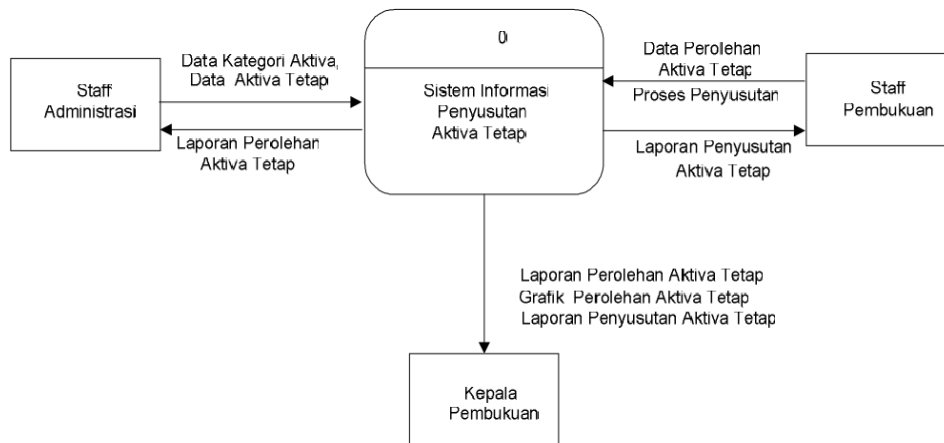 0
Sistem Informasi
Penyusutan
Aktiva Tetap
Staff
Administrasi
Data Kategori Aktiva,
Data Aktiva Tetap
Laporan Perolehan
Aktiva Tetap
Data Perolehan
Aktiva Tetap
Proses Penyusutan
Laporan Penyusutan
Aktiva Tetap
Staff
Pembukuan
Laporan Perolehan Aktiva Tetap
Grafik Perolehan Aktiva Tetap
Laporan Penyusutan Aktiva Tetap
Kepala
Pembukuan